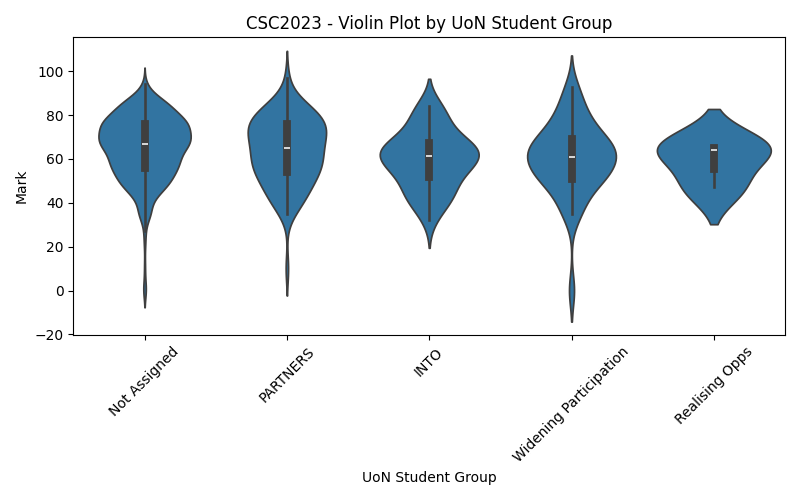 CSC2023 - Violin Plot by UoN Student Group
Mark
100
80
60
40
20
0
−20
Not Assigned
PARTNERS
INTO
Widening Participation
Realising Opps
UoN Student Group